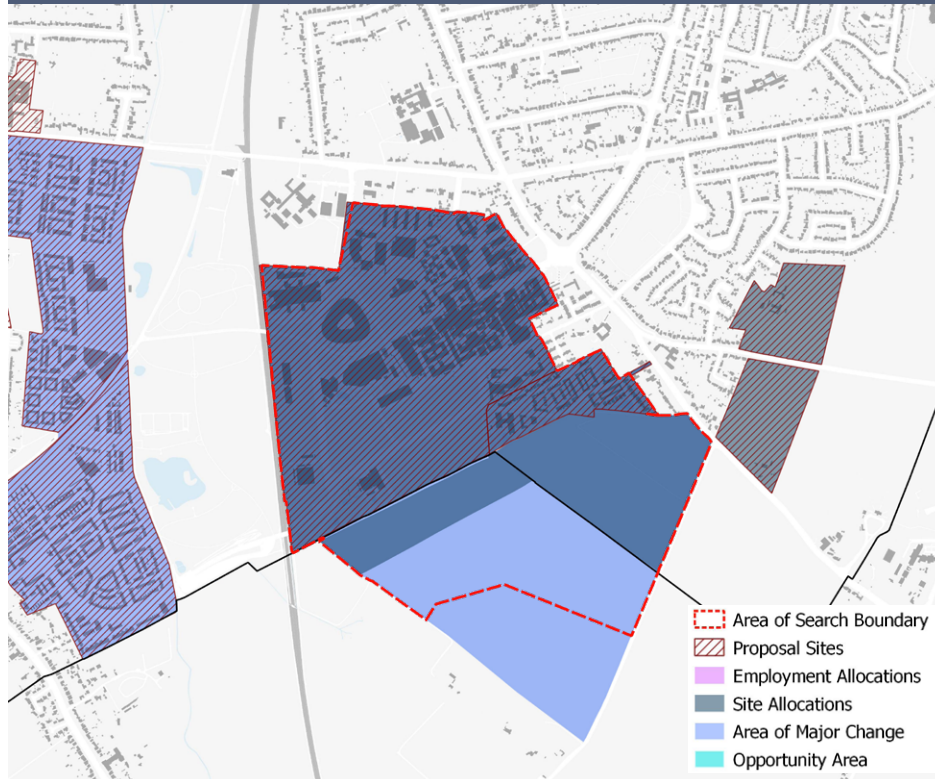 Area of Search Boundary
Proposal Sites
Employment Allocations
Site Allocations
Area of Major Change
Opportunity Area